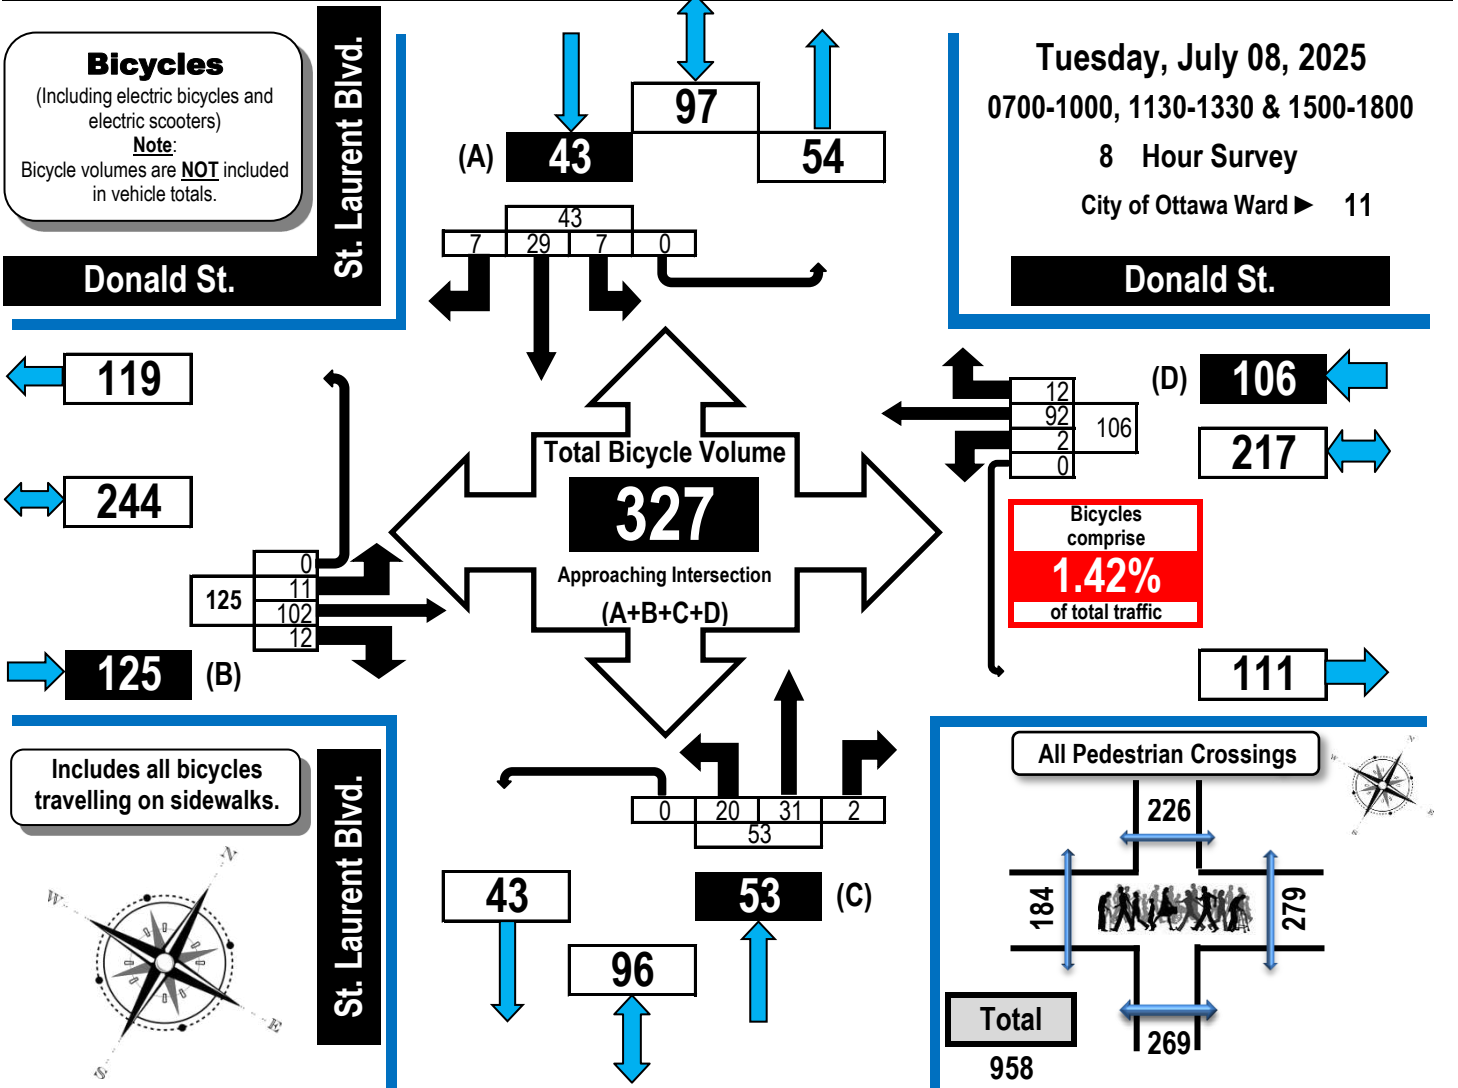 Bicycles
(Including electric bicycles and
electric scooters)
Note:
Bicycle volumes are NOT included
in vehicle totals.
St. Laurent Blvd.
Donald St.
(A)
43
97
54
43
7 29 7 0
Tuesday, July 08, 2025
0700-1000, 1130-1330 & 1500-1800
8 Hour Survey
City of Ottawa Ward ► 11
Donald St.
119
244
0
11
102
12
125
125
(B)
Total Bicycle Volume
327
Approaching Intersection
(A+B+C+D)
12
92
2
0
106
(D)
106
217
Bicycles
comprise
1.42%
of total traffic
111
Includes all bicycles
travelling on sidewalks.
St. Laurent Blvd.
N
W
E
S
0 20 31 2
53
43
53
(C)
96
All Pedestrian Crossings
N
W
E
S
226
184
279
269
Total
958